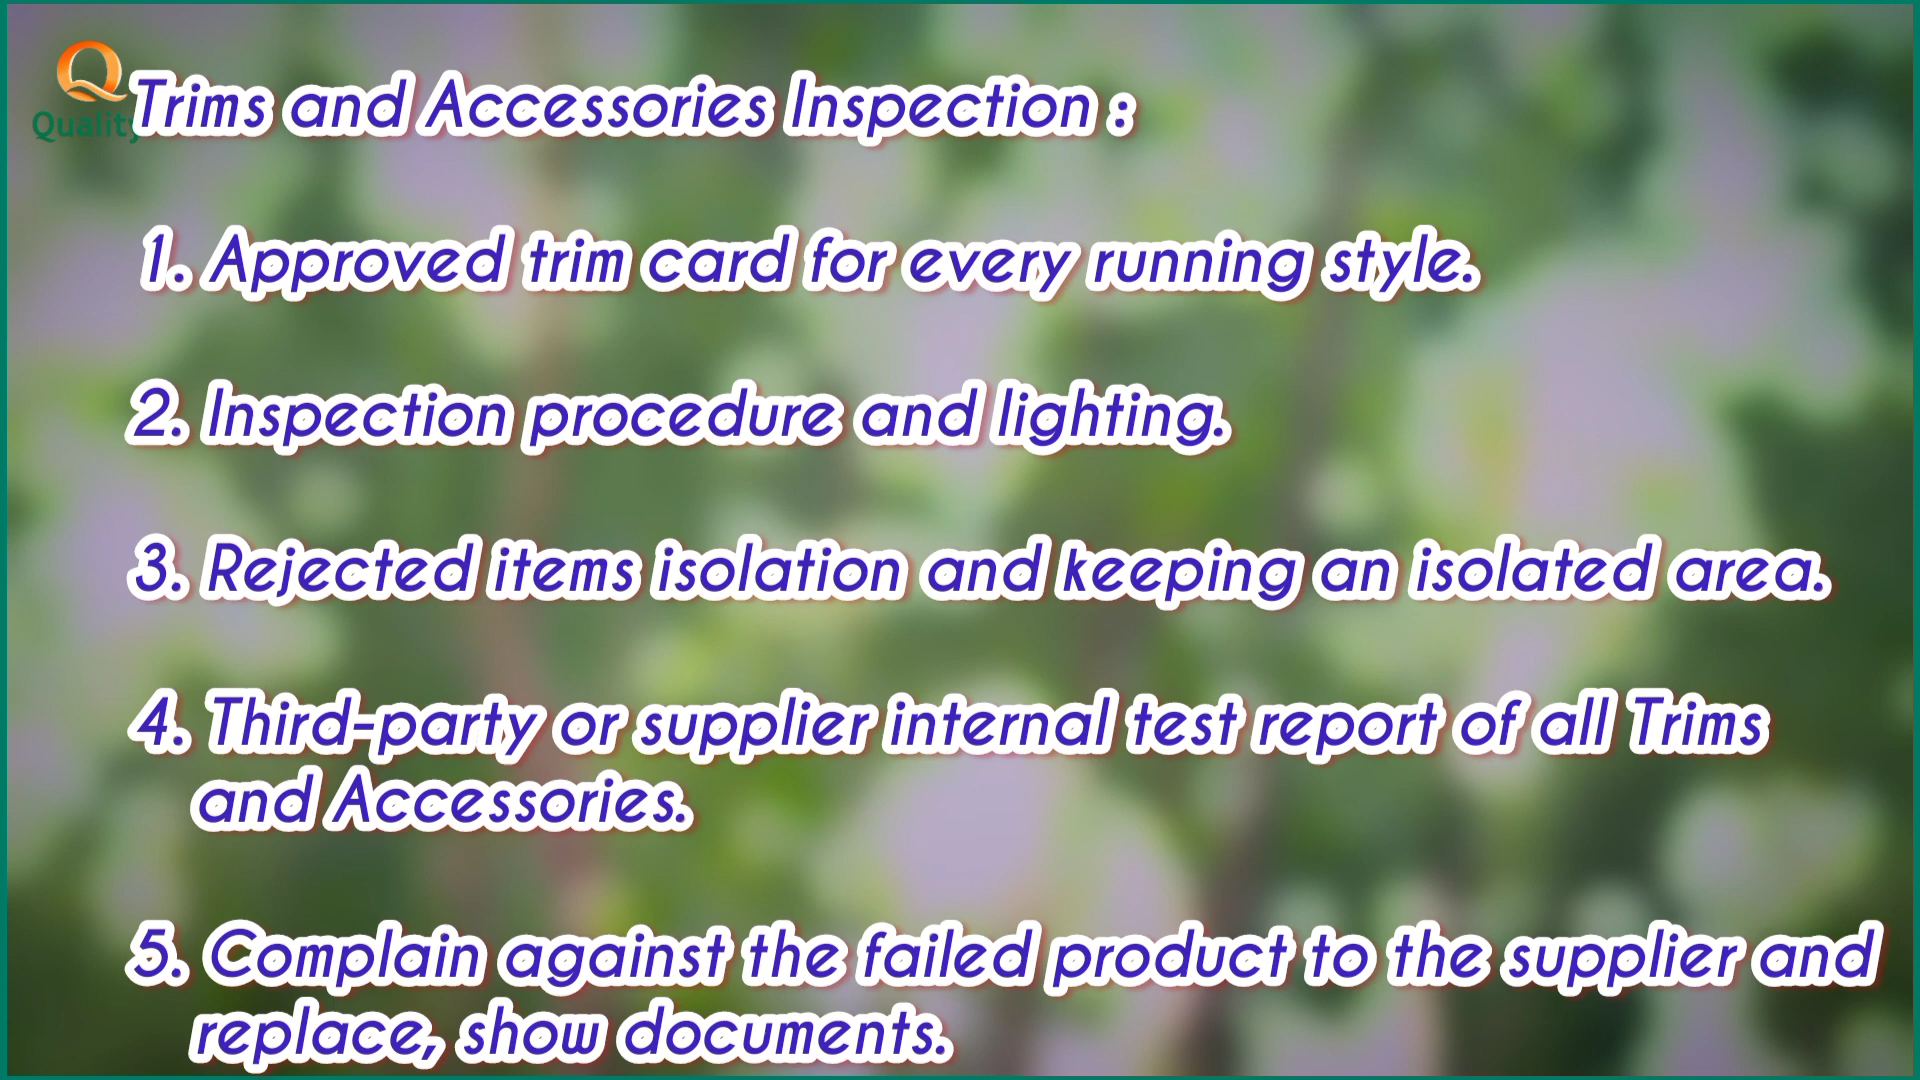 Q
Quality
Trims and Accessories Inspection :
1. Approved trim card for every running style.
2. Inspection procedure and lighting.
3. Rejected items isolation and keeping an isolated area.
4. Third-party or supplier internal test report of all Trims
and Accessories.
5. Complain against the failed product to the supplier and
replace, show documents.